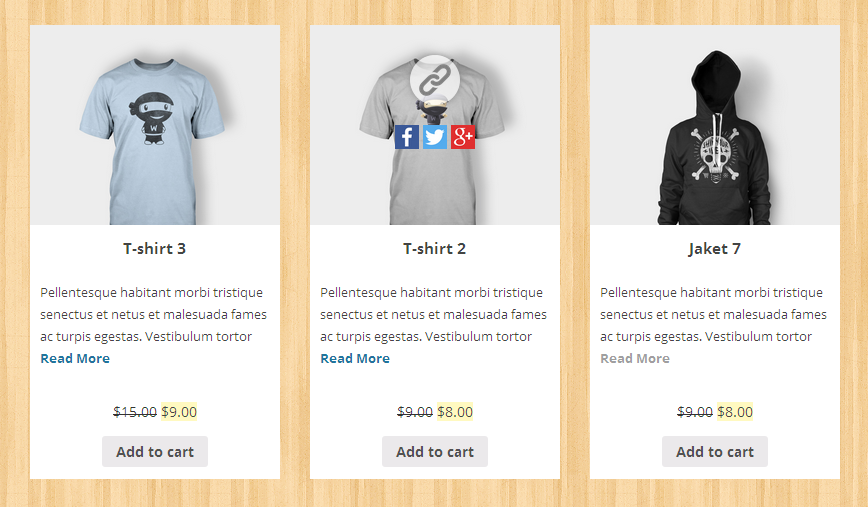 W
T-shirt 3
Pellentesque habitant morbi tristique
senectus et netus et malesuada fames
ac turpis egestas. Vestibulum tortor
Read More
$15.00 $9.00
Add to cart
f g+
T-shirt 2
Pellentesque habitant morbi tristique
senectus et netus et malesuada fames
ac turpis egestas. Vestibulum tortor
Read More
$9.00 $8.00
Add to cart
Jaket 7
Pellentesque habitant morbi tristique
senectus et netus et malesuada fames
ac turpis egestas. Vestibulum tortor
Read More
$9.00 $8.00
Add to cart